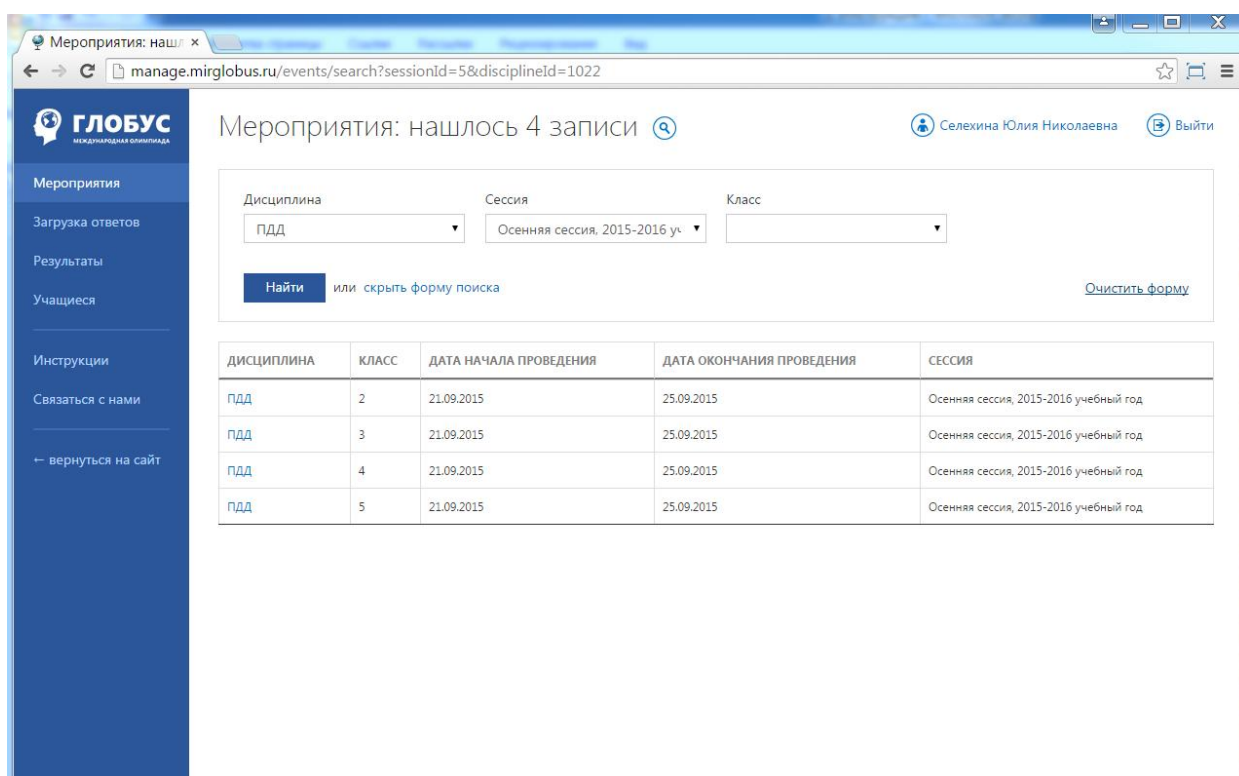 Мероприятия: наш
manage.mirglobus.ru/events/search?sessionId=5&disciplineId=1022
ГЛОБУС
МЕЖДУНАРОДНАЯ ОЛИМПИАДА
Мероприятия: нашлось 4 записи
Селехина Юлия Николаевна
Выйти
Мероприятия
Загрузка ответов
Результаты
Учащиеся
Инструкции
Связаться с нами
← вернуться на сайт
Дисциплина Сессия Класс
ПДД Осенняя сессия, 2015-2016 уч
Найти или скрыть форму поиска Очистить форму
ДИСЦИПЛИНА КЛАСС ДАТА НАЧАЛА ПРОВЕДЕНИЯ ДАТА ОКОНЧАНИЯ ПРОВЕДЕНИЯ СЕССИЯ
ПДД 2 21.09.2015 25.09.2015 Осенняя сессия, 2015-2016 учебный год
ПДД 3 21.09.2015 25.09.2015 Осенняя сессия, 2015-2016 учебный год
ПДД 4 21.09.2015 25.09.2015 Осенняя сессия, 2015-2016 учебный год
ПДД 5 21.09.2015 25.09.2015 Осенняя сессия, 2015-2016 учебный год